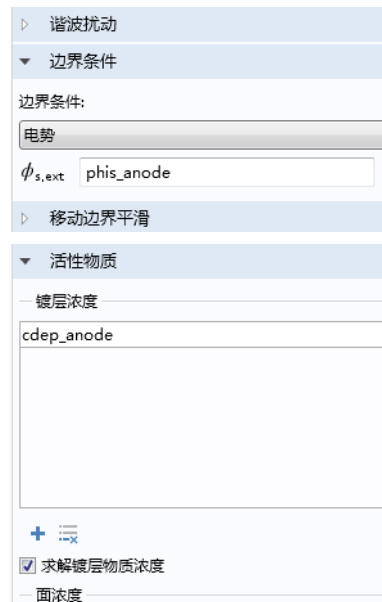 谐波扰动
边界条件
边界条件:
电势
ϕs,ext phis_anode
移动边界平滑
活性物质
镀层浓度
cdep_anode
求解镀层物质浓度
面浓度